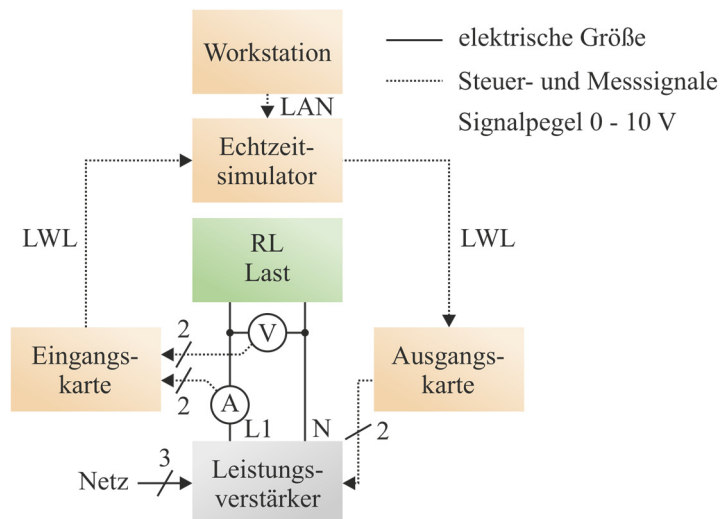 Workstation
elektrische Größe
Steuer- und Messsignale
Signalpegel 0 - 10 V
LAN
Echtzeit-
simulator
LWL
LWL
RL
Last
V
2
Eingangs-
karte
Ausgangs-
karte
2
A
L1
N
2
3
Netz
Leistungs-
verstärker